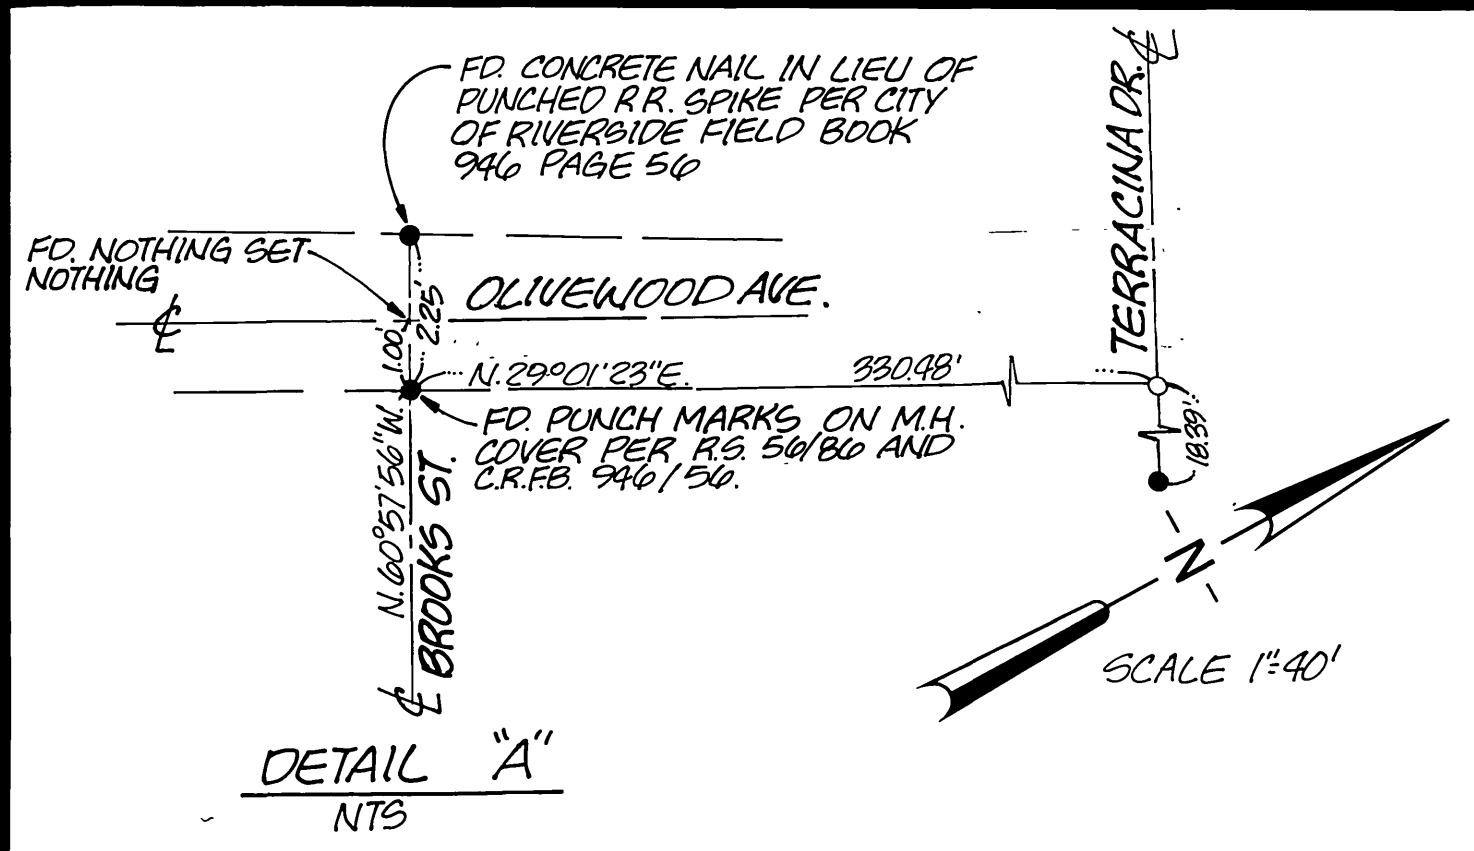 FD. CONCRETE NAIL IN LIEU OF
PUNCHED R.R. SPIKE PER CITY
OF RIVERSIDE FIELD BOOK
946 PAGE 56
FD. NOTHING SET
NOTHING
OLIVEWOOD AVE.
TERRACINA DR.
℄
℄
1.00'
2.25'
N. 29°01'23"E. 330.48'
FD. PUNCH MARKS ON M.H.
COVER PER R.S. 56/86 AND
C.R.F.B. 946/56.
18.39'
N. 60°57'56"W.
BROOKS ST.
℄
N
SCALE 1"=40'
DETAIL "A"
NTS